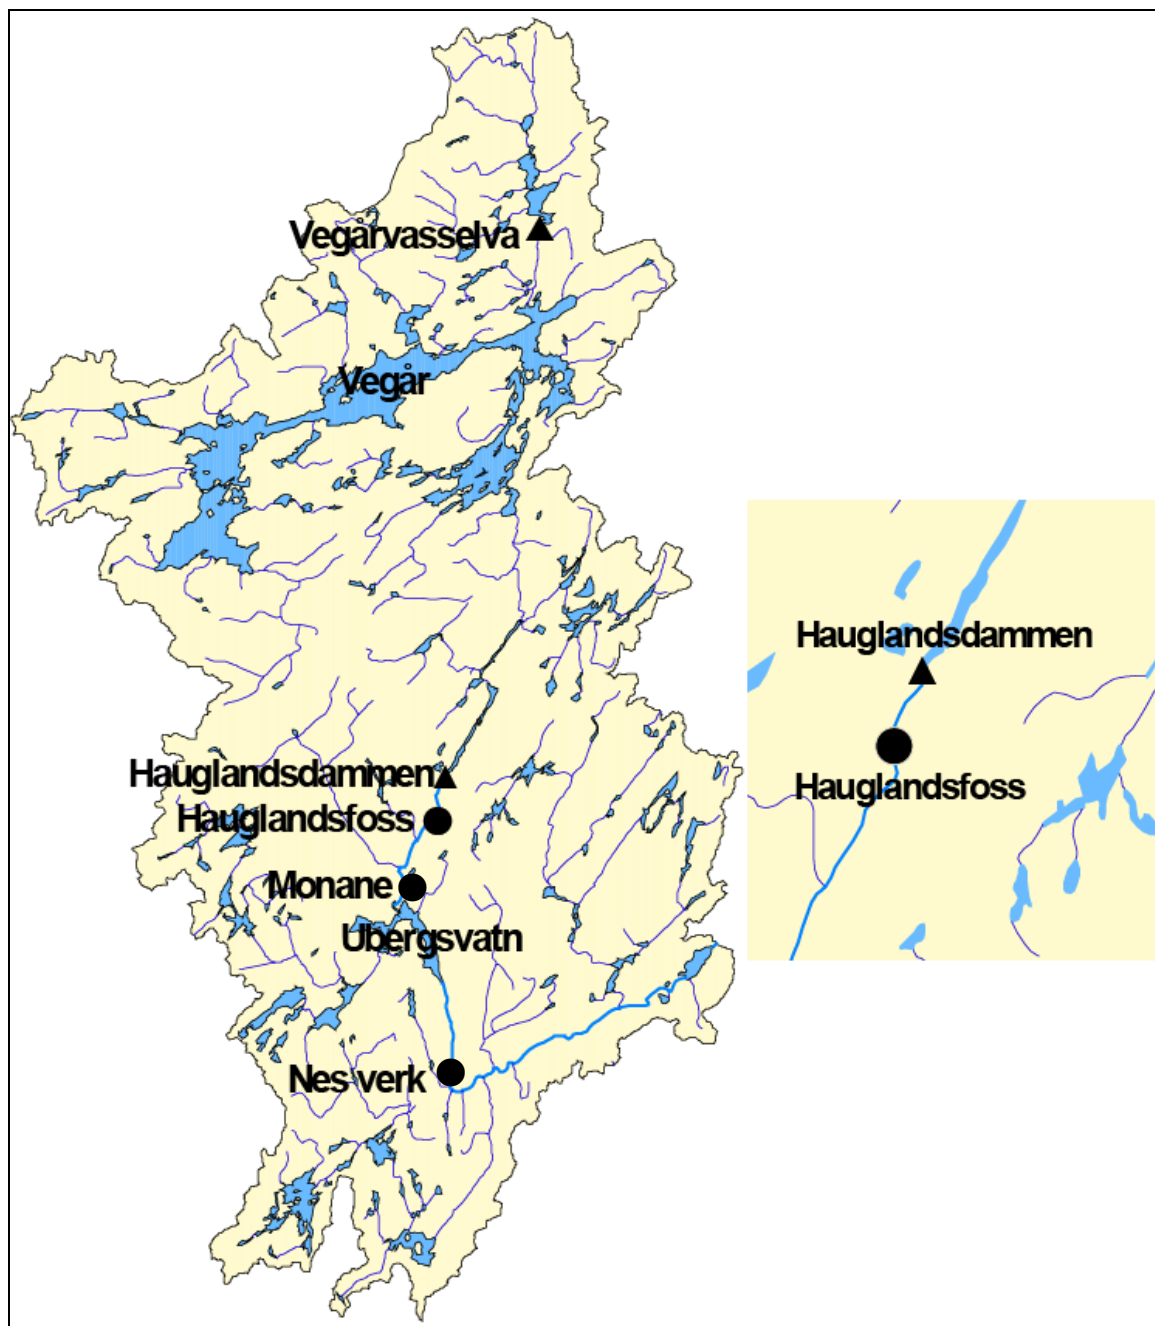 Vegårvasselva
Vegår
Hauglandsdammen
Hauglandsfoss
Monane
Ubergsvatn
Nes verk
Hauglandsdammen
Hauglandsfoss